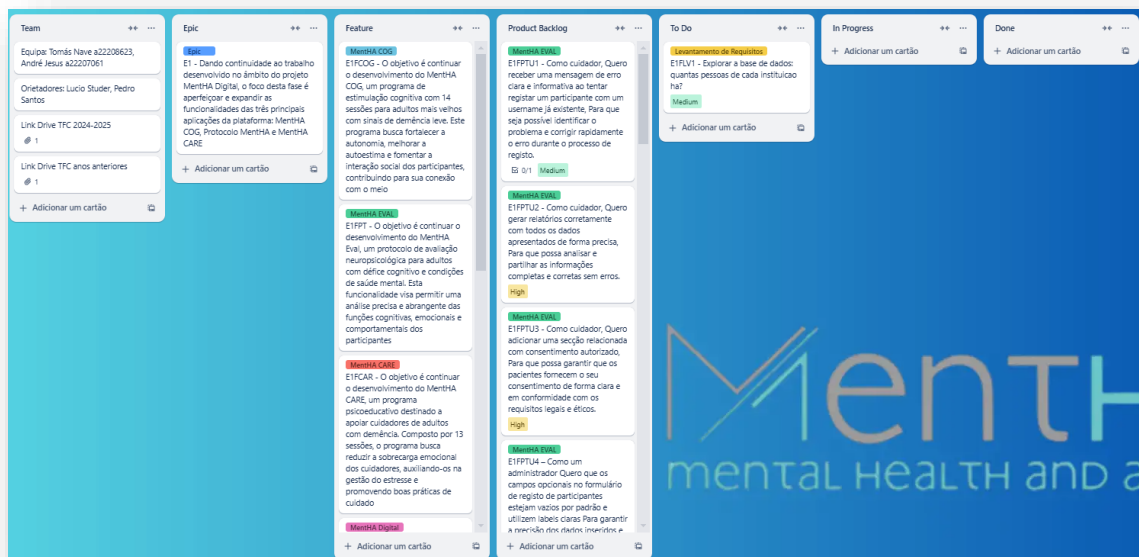 Team
Equipa: Tomás Nave a22208623,
André Jesus a22207061
Orietadores: Lucio Studer, Pedro
Santos
Link Drive TFC 2024-2025
1
Link Drive TFC anos anteriores
1
+ Adicionar um cartão
Epic
Epic
E1 - Dando continuidade ao trabalho
desenvolvido no âmbito do projeto
MentHA Digital, o foco desta fase é
aperfeiçoar e expandir as
funcionalidades das três principais
aplicações da plataforma: MentHA
COG, Protocolo MentHA e MentHA
CARE
+ Adicionar um cartão
Feature
MentHA COG
E1FCOG - O objetivo é continuar
o desenvolvimento do MentHA
COG, um programa de
estimulação cognitiva com 14
sessões para adultos mais velhos
com sinais de demência leve. Este
programa busca fortalecer a
autonomia, melhorar a
autoestima e fomentar a
interação social dos participantes,
contribuindo para sua conexão
com o meio
MentHA EVAL
E1FPT - O objetivo é continuar o
desenvolvimento do MentHA
Eval, um protocolo de avaliação
neuropsicológica para adultos
com défice cognitivo e condições
de saúde mental. Esta
funcionalidade visa permitir uma
análise precisa e abrangente das
funções cognitivas, emocionais e
comportamentais dos
participantes
MentHA CARE
E1FCAR - O objetivo é continuar
o desenvolvimento do MentHA
CARE, um programa
psicoeducativo destinado a
apoiar cuidadores de adultos
com demência. Composto por 13
sessões, o programa busca
reduzir a sobrecarga emocional
dos cuidadores, auxiliando-os na
gestão do estresse e
promovendo boas práticas de
cuidado
MentHA Digital
+ Adicionar um cartão
Product Backlog
MentHA EVAL
E1FPTU1 - Como cuidador, Quero
receber uma mensagem de erro
clara e informativa ao tentar
registar um participante com um
username já existente, Para que
seja possível identificar o
problema e corrigir rapidamente
o erro durante o processo de
registo.
0/1 Medium
MentHA EVAL
E1FPTU2 - Como cuidador, Quero
gerar relatórios corretamente
com todos os dados
apresentados de forma precisa,
Para que possa analisar e
partilhar as informações
completas e corretas sem erros.
High
MentHA EVAL
E1FPTU3 - Como cuidador, Quero
adicionar uma secção relacionada
com consentimento autorizado,
Para que possa garantir que os
pacientes fornecem o seu
consentimento de forma clara e
em conformidade com os
requisitos legais e éticos.
High
MentHA EVAL
E1FPTU4 – Como um
administrador Quero que os
campos opcionais no formulário
de registo de participantes
estejam vazios por padrão e
utilizem labels claras Para garantir
a precisão dos dados inseridos e
+ Adicionar um cartão
To Do
Levantamento de Requisitos
E1FLV1 - Explorar a base de dados:
quantas pessoas de cada instituicao
ha?
Medium
+ Adicionar um cartão
In Progress
+ Adicionar um cartão
Done
+ Adicionar um cartão
MentH
mental Health and a